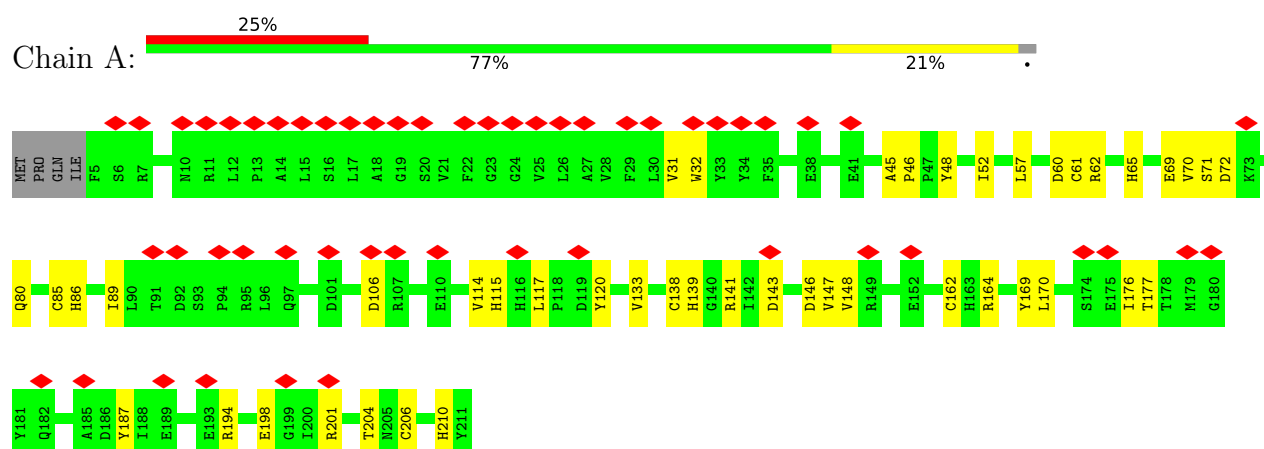 25%
Chain A:
77% 21% •
MET PRO GLN ILE F5 S6 R7 N10 R11 L12 P13 A14 L15 S16 L17 A18 G19 S20 V21 F22 G23 G24 V25 L26 A27 V28 F29 L30 V31 W32 Y33 Y34 F35 E38 E41 A45 P46 P47 Y48 I52 L57 D60 C61 R62 H65 E69 V70 S71 D72 K73
Q80 C85 H86 I89 L90 T91 D92 S93 P94 R95 L96 Q97 D101 D106 R107 E110 V114 H115 H116 L117 P118 D119 Y120 V133 C138 H139 G140 R141 I142 D143 D146 V147 V148 R149 E152 C162 H163 R164 Y169 L170 S174 E175 I176 T177 T178 M179 G180
Y181 Q182 A185 D186 Y187 I188 E189 E193 R194 E198 G199 I200 R201 T204 N205 C206 H210 Y211